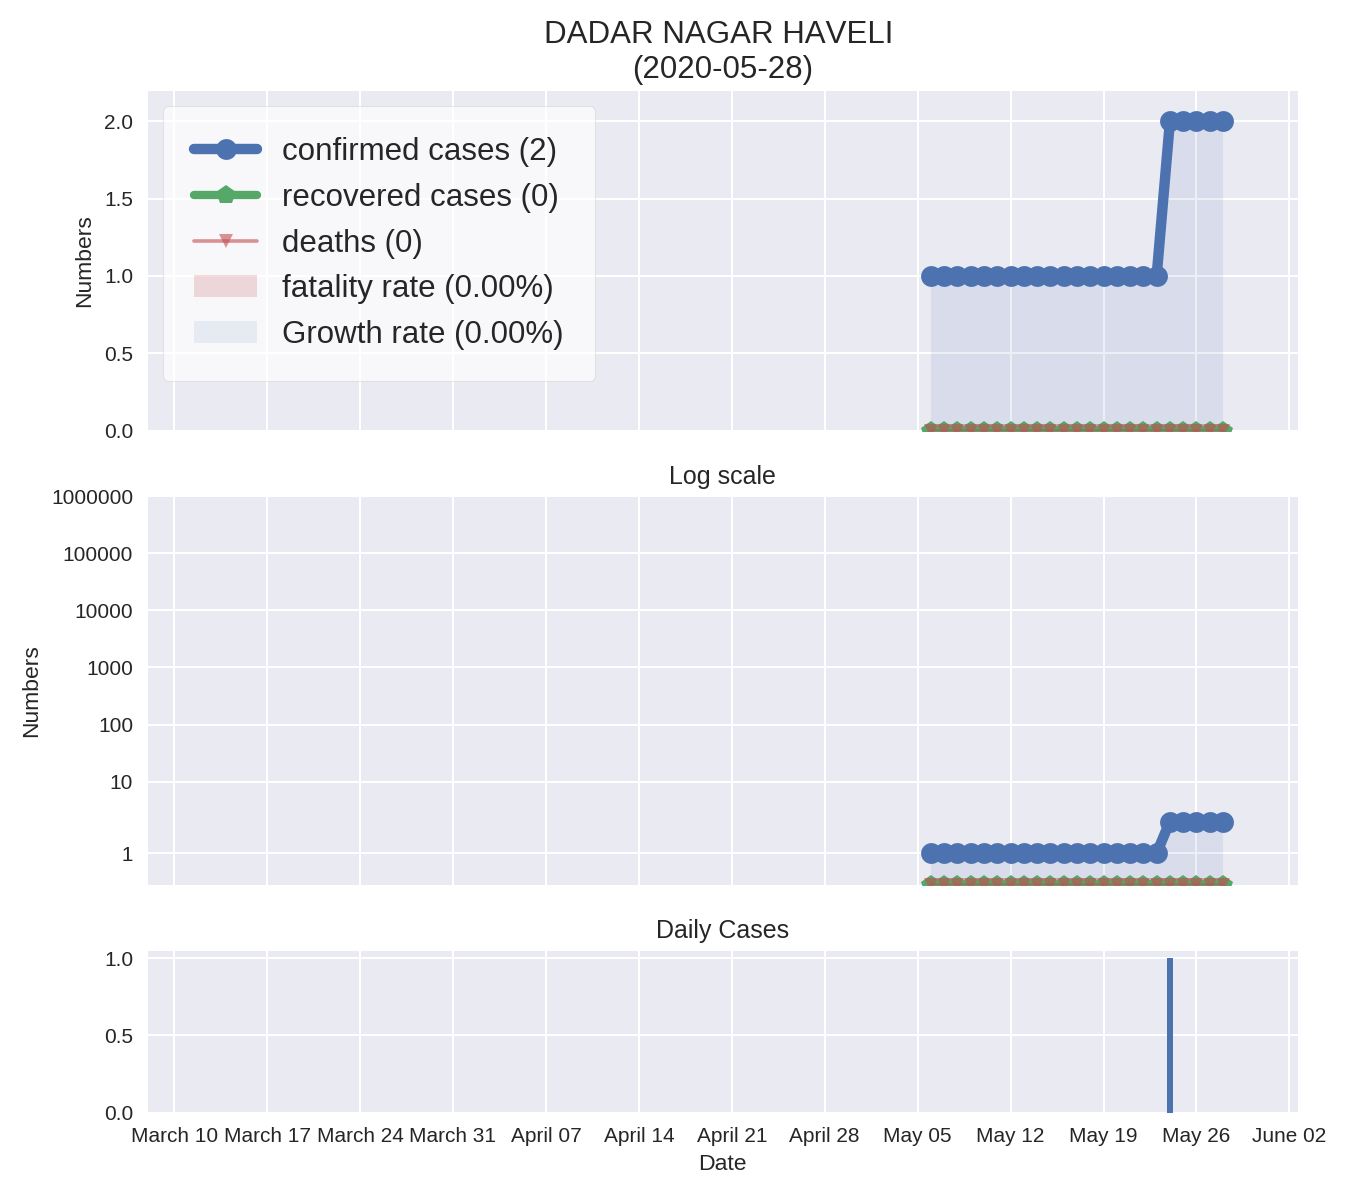 DADAR NAGAR HAVELI
(2020-05-28)
2.0
1.5
1.0
0.5
0.0
Numbers
confirmed cases (2)
recovered cases (0)
deaths (0)
fatality rate (0.00%)
Growth rate (0.00%)
Log scale
1000000
100000
10000
1000
100
10
1
Numbers
Daily Cases
1.0
0.5
0.0
March 10 March 17 March 24 March 31 April 07 April 14 April 21 April 28 May 05 May 12 May 19 May 26 June 02
Date